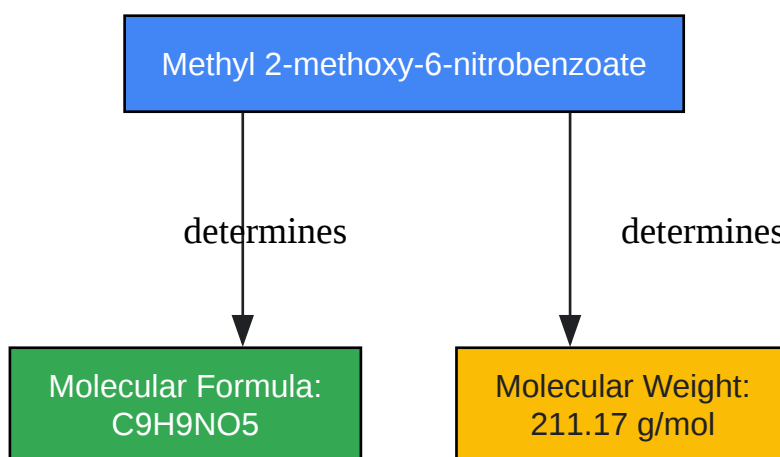 Methyl 2-methoxy-6-nitrobenzoate
determines
determines
Molecular Formula:
C9H9NO5
Molecular Weight:
211.17 g/mol